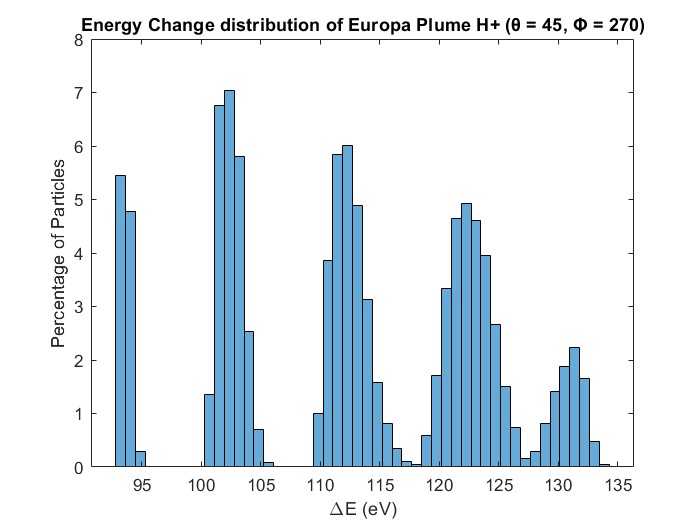 Energy Change distribution of Europa Plume H+ (θ = 45, Φ = 270)
8
7
6
5
4
3
2
1
0
Percentage of Particles
95 100 105 110 115 120 125 130 135
ΔE (eV)